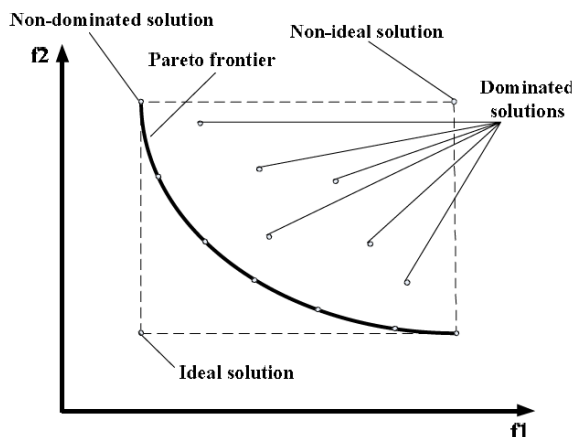 Non-dominated solution
Non-ideal solution
f2
Pareto frontier
Dominated
solutions
Ideal solution
f1